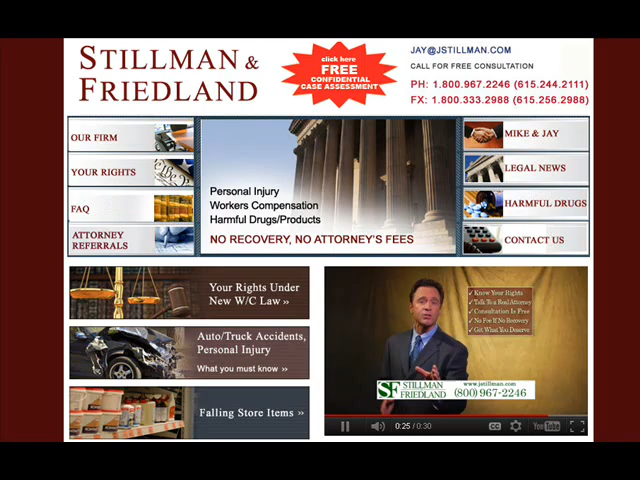 STILLMAN &
FRIEDLAND
click here
FREE
CONFIDENTIAL
CASE ASSESSMENT
JAY@JSTILLMAN.COM
CALL FOR FREE CONSULTATION
PH: 1.800.967.2246 (615.244.2111)
FX: 1.800.333.2988 (615.256.2988)
OUR FIRM
YOUR RIGHTS
FAQ
ATTORNEY
REFERRALS
We The
Personal Injury
Workers Compensation
Harmful Drugs/Products
NO RECOVERY, NO ATTORNEY'S FEES
MIKE & JAY
LEGAL NEWS
HARMFUL DRUGS
CONTACT US
Your Rights Under
New W/C Law ››
Auto/Truck Accidents,
Personal Injury
What you must know ››
Falling Store Items ››
✓ Know Your Rights
✓ Talk To a Real Attorney
✓ Consultation Is Free
✓ No Fee If No Recovery
✓ Get What You Deserve
SF STILLMAN
FRIEDLAND
www.jstillman.com
(800) 967-2246
0:25 / 0:30
CC
YouTube